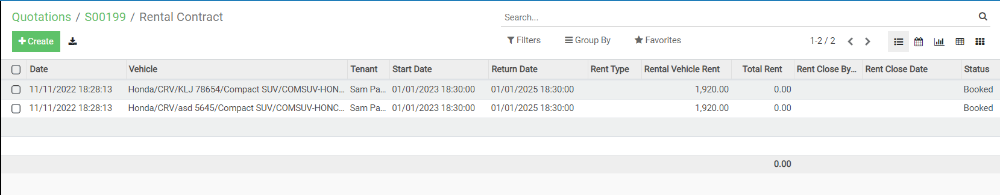 Quotations / S00199 / Rental Contract
Search...
Create
Filters Group By Favorites 1-2 / 2
Date Vehicle Tenant Start Date Return Date Rent Type Rental Vehicle Rent Total Rent Rent Close By... Rent Close Date Status
11/11/2022 18:28:13 Honda/CRV/KLJ 78654/Compact SUV/COMSUV-HON... Sam Pa... 01/01/2023 18:30:00 01/01/2025 18:30:00 1,920.00 0.00 Booked
11/11/2022 18:28:13 Honda/CRV/asd 5645/Compact SUV/COMSUV-HONC... Sam Pa... 01/01/2023 18:30:00 01/01/2025 18:30:00 1,920.00 0.00 Booked
0.00